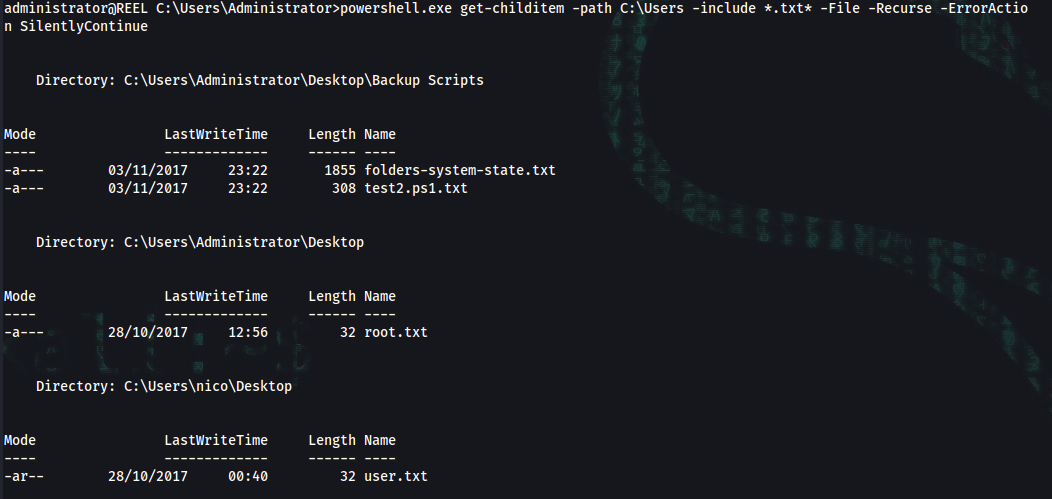 administrator@REEL C:\Users\Administrator>powershell.exe get-childitem -path C:\Users -include *.txt* -File -Recurse -ErrorActio
n SilentlyContinue
Directory: C:\Users\Administrator\Desktop\Backup Scripts
Mode LastWriteTime Length Name
---- ------------- ------ ----
-a--- 03/11/2017 23:22 1855 folders-system-state.txt
-a--- 03/11/2017 23:22 308 test2.ps1.txt
Directory: C:\Users\Administrator\Desktop
Mode LastWriteTime Length Name
---- ------------- ------ ----
-a--- 28/10/2017 12:56 32 root.txt
Directory: C:\Users\nico\Desktop
Mode LastWriteTime Length Name
---- ------------- ------ ----
-ar-- 28/10/2017 00:40 32 user.txt